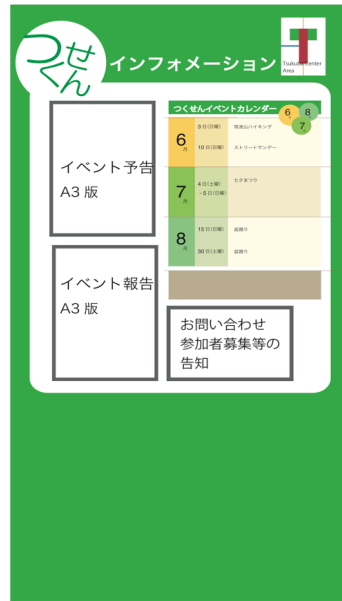 つくせん
インフォメーション
Tsukuba Center
Area
イベント予告
A3 版
つくせんイベントカレンダー
6 8
7
6月
3日(日曜) 筑波山ハイキング
10日(日曜) ストリートサンデー
7月
4日(土曜)
-5日(日曜)
七夕まつり
8月
15日(日曜) 盆踊り
30日(土曜) 盆踊り
イベント報告
A3 版
お問い合わせ
参加者募集等の
告知